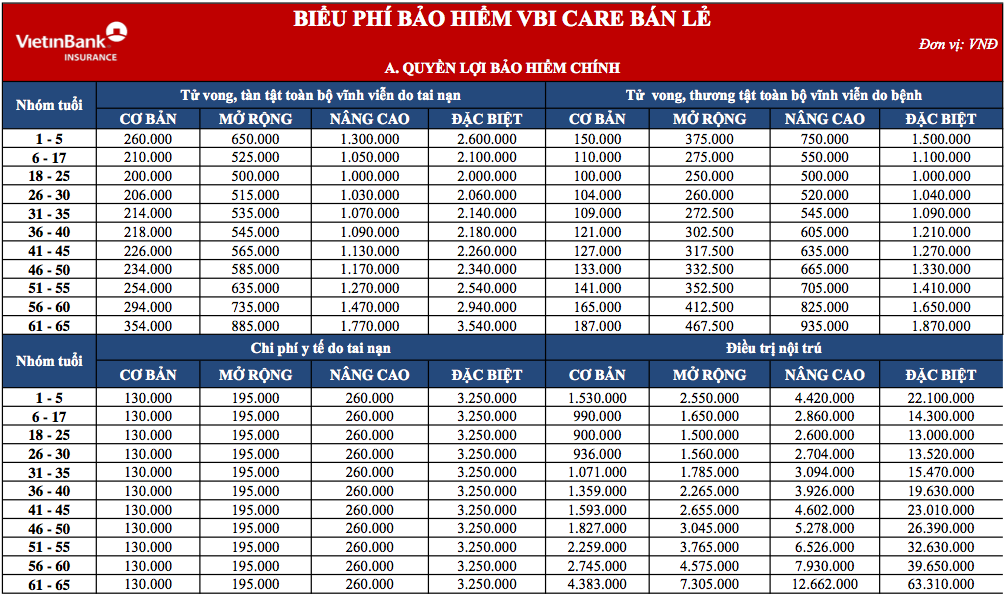 BIỂU PHÍ BẢO HIỂM VBI CARE BÁN LẺ
VietinBank
INSURANCE
Đơn vị: VNĐ
A. QUYỀN LỢI BẢO HIỂM CHÍNH
Nhóm tuổi Tử vong, tàn tật toàn bộ vĩnh viễn do tai nạn Tử vong, thương tật toàn bộ vĩnh viễn do bệnh
CƠ BẢN MỞ RỘNG NÂNG CAO ĐẶC BIỆT CƠ BẢN MỞ RỘNG NÂNG CAO ĐẶC BIỆT
1 - 5 260.000 650.000 1.300.000 2.600.000 150.000 375.000 750.000 1.500.000
6 - 17 210.000 525.000 1.050.000 2.100.000 110.000 275.000 550.000 1.100.000
18 - 25 200.000 500.000 1.000.000 2.000.000 100.000 250.000 500.000 1.000.000
26 - 30 206.000 515.000 1.030.000 2.060.000 104.000 260.000 520.000 1.040.000
31 - 35 214.000 535.000 1.070.000 2.140.000 109.000 272.500 545.000 1.090.000
36 - 40 218.000 545.000 1.090.000 2.180.000 121.000 302.500 605.000 1.210.000
41 - 45 226.000 565.000 1.130.000 2.260.000 127.000 317.500 635.000 1.270.000
46 - 50 234.000 585.000 1.170.000 2.340.000 133.000 332.500 665.000 1.330.000
51 - 55 254.000 635.000 1.270.000 2.540.000 141.000 352.500 705.000 1.410.000
56 - 60 294.000 735.000 1.470.000 2.940.000 165.000 412.500 825.000 1.650.000
61 - 65 354.000 885.000 1.770.000 3.540.000 187.000 467.500 935.000 1.870.000
Nhóm tuổi Chi phí y tế do tai nạn Điều trị nội trú
CƠ BẢN MỞ RỘNG NÂNG CAO ĐẶC BIỆT CƠ BẢN MỞ RỘNG NÂNG CAO ĐẶC BIỆT
1 - 5 130.000 195.000 260.000 3.250.000 1.530.000 2.550.000 4.420.000 22.100.000
6 - 17 130.000 195.000 260.000 3.250.000 990.000 1.650.000 2.860.000 14.300.000
18 - 25 130.000 195.000 260.000 3.250.000 900.000 1.500.000 2.600.000 13.000.000
26 - 30 130.000 195.000 260.000 3.250.000 936.000 1.560.000 2.704.000 13.520.000
31 - 35 130.000 195.000 260.000 3.250.000 1.071.000 1.785.000 3.094.000 15.470.000
36 - 40 130.000 195.000 260.000 3.250.000 1.359.000 2.265.000 3.926.000 19.630.000
41 - 45 130.000 195.000 260.000 3.250.000 1.593.000 2.655.000 4.602.000 23.010.000
46 - 50 130.000 195.000 260.000 3.250.000 1.827.000 3.045.000 5.278.000 26.390.000
51 - 55 130.000 195.000 260.000 3.250.000 2.259.000 3.765.000 6.526.000 32.630.000
56 - 60 130.000 195.000 260.000 3.250.000 2.745.000 4.575.000 7.930.000 39.650.000
61 - 65 130.000 195.000 260.000 3.250.000 4.383.000 7.305.000 12.662.000 63.310.000